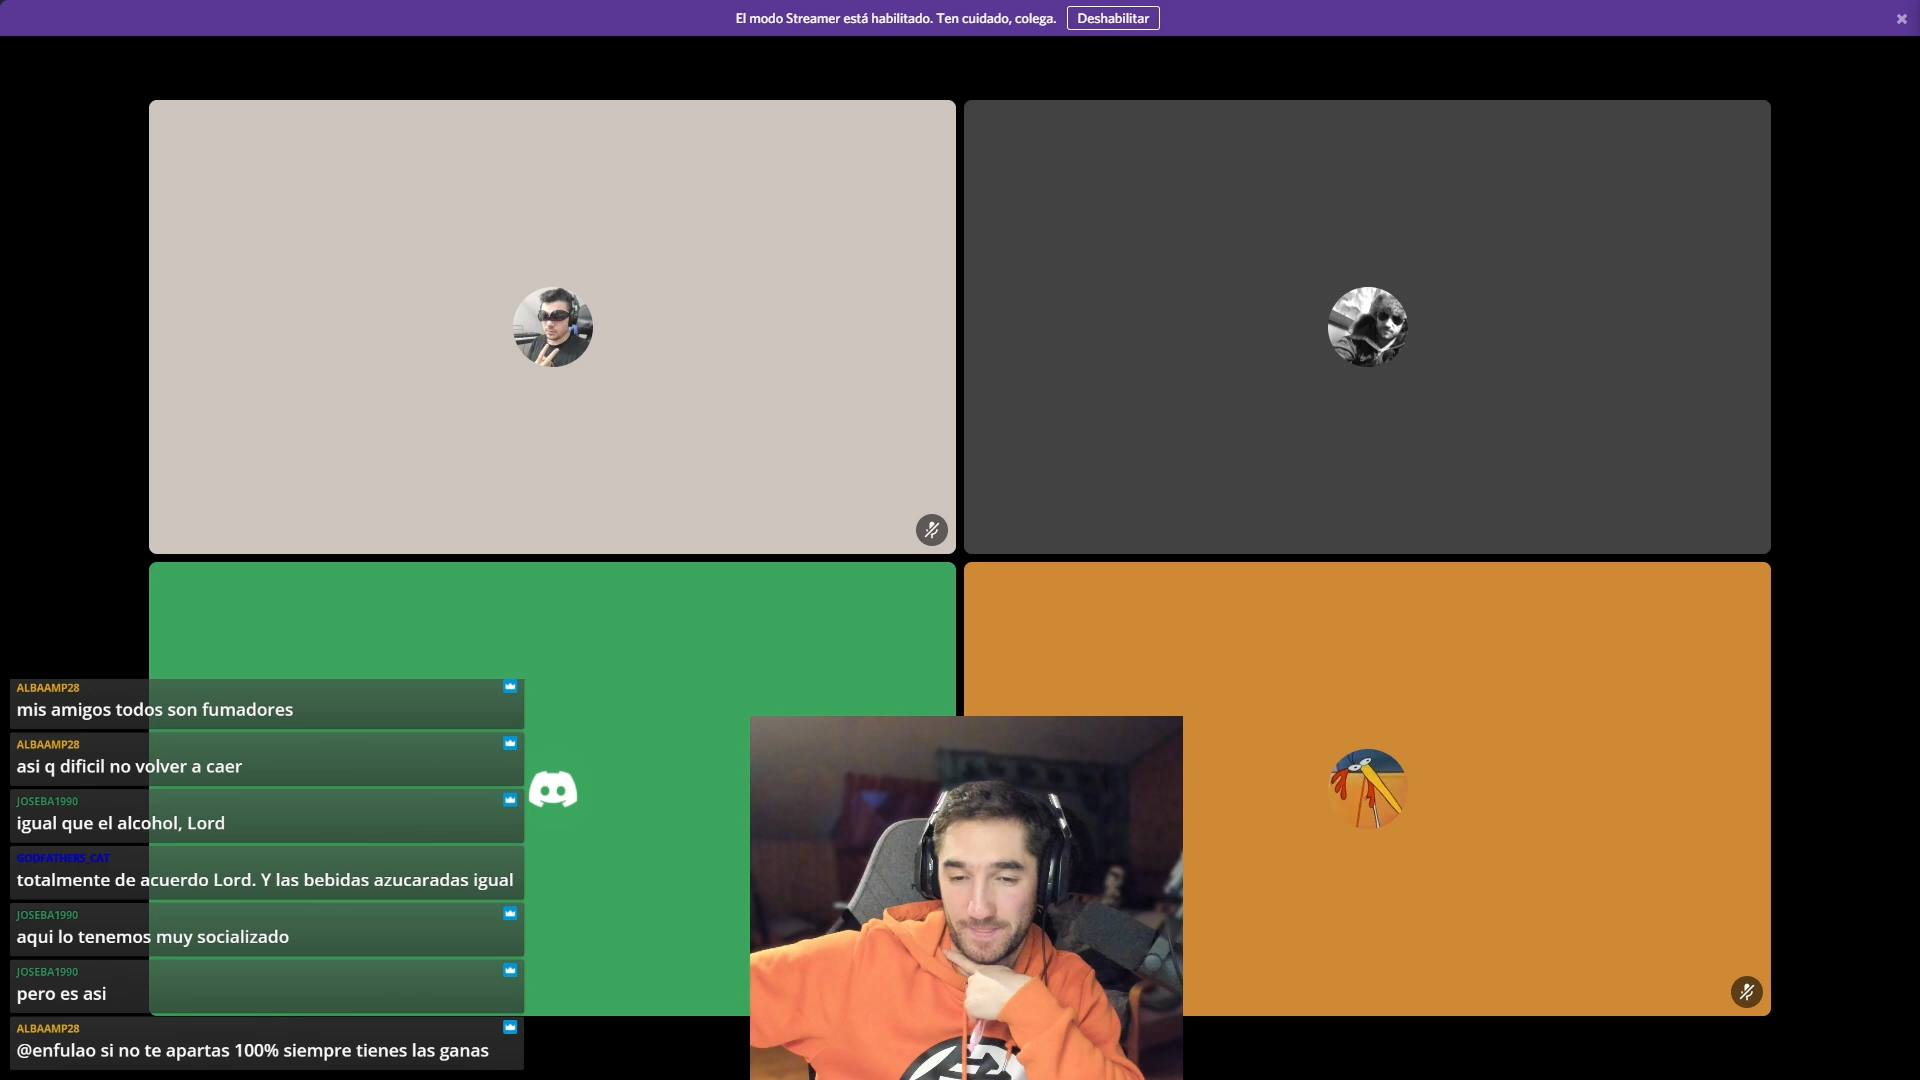 El modo Streamer está habilitado. Ten cuidado, colega.
Deshabilitar
ALBAAMP28
mis amigos todos son fumadores
ALBAAMP28
asi q dificil no volver a caer
JOSEBA1990
igual que el alcohol, Lord
GODFATHERS_CAT
totalmente de acuerdo Lord. Y las bebidas azucaradas igual
JOSEBA1990
aqui lo tenemos muy socializado
JOSEBA1990
pero es asi
ALBAAMP28
@enfulao si no te apartas 100% siempre tienes las ganas